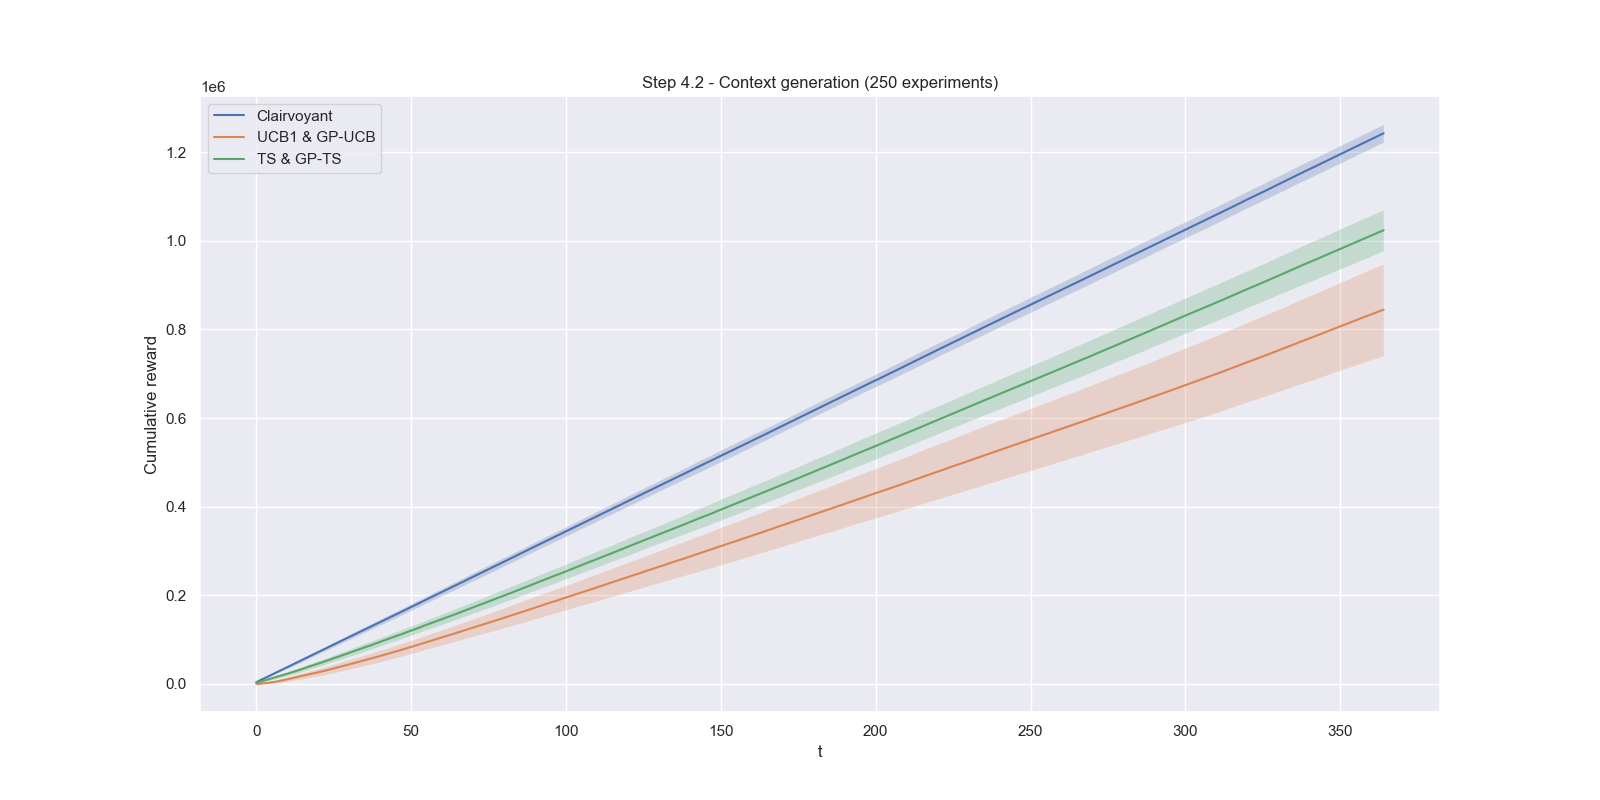 Step 4.2 - Context generation (250 experiments)
1e6
Clairvoyant
UCB1 & GP-UCB
TS & GP-TS
1.2
1.0
0.8
0.6
0.4
0.2
0.0
Cumulative reward
0 50 100 150 200 250 300 350
t